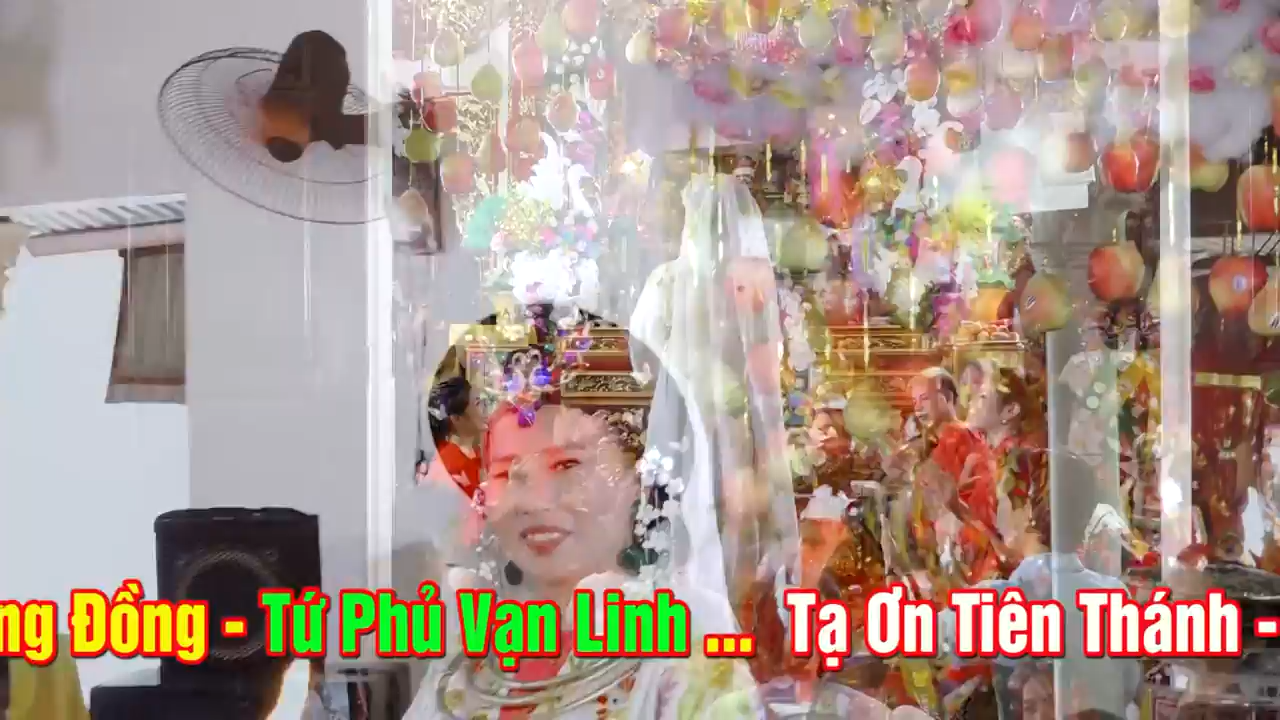 ng Đồng - Tứ Phủ Vạn Linh ... Tạ Ơn Tiên Thánh -